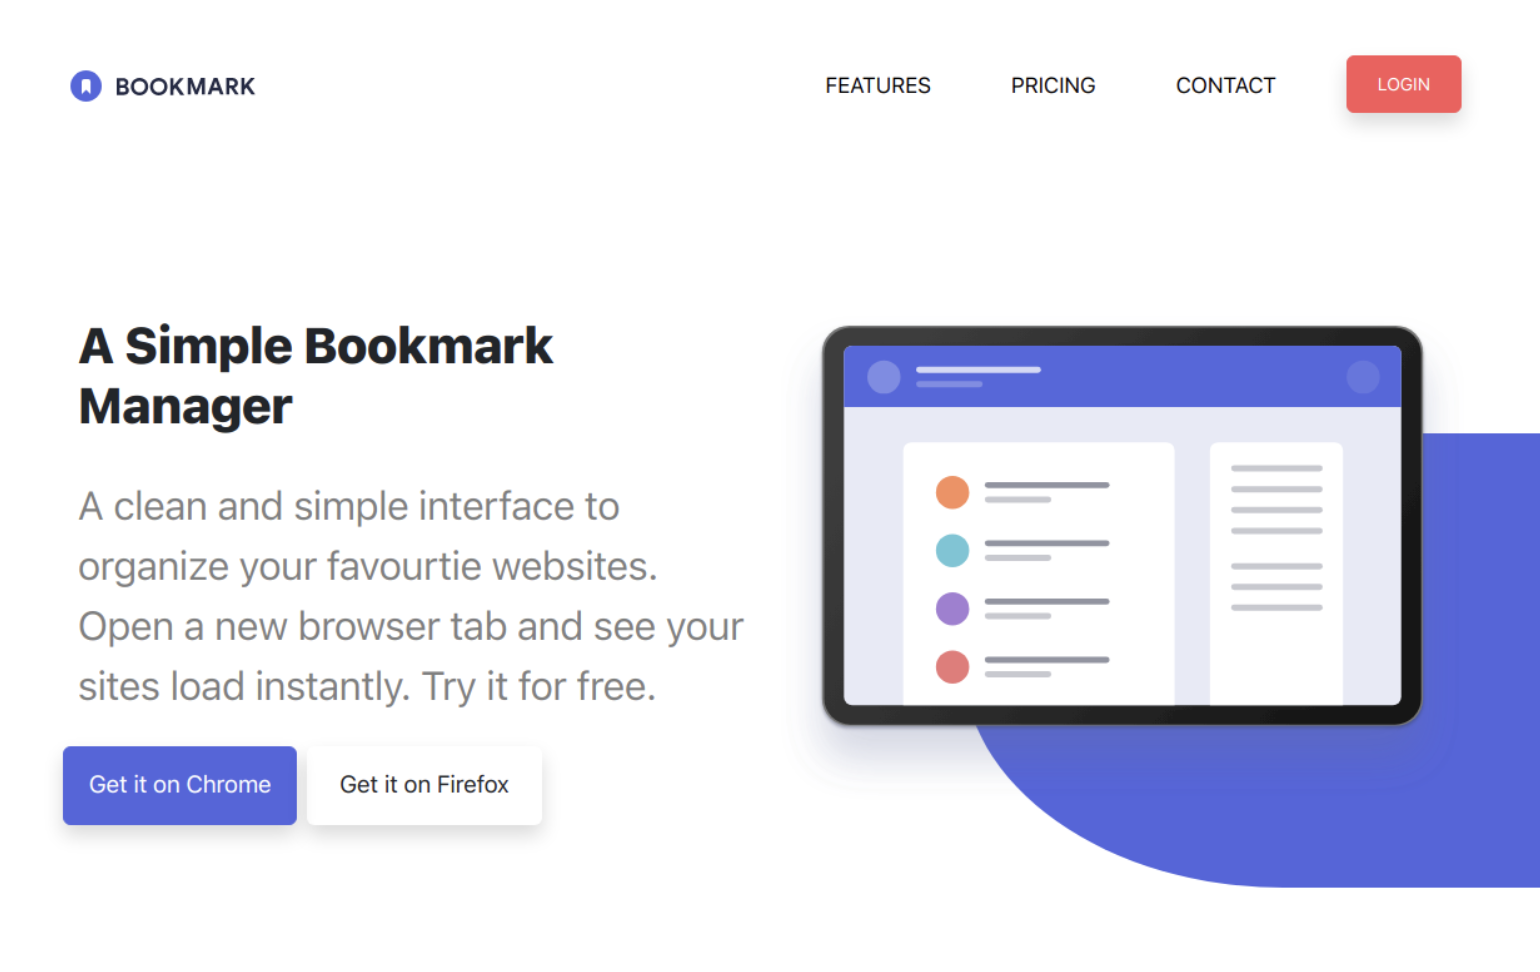 BOOKMARK
FEATURES
PRICING
CONTACT
LOGIN
A Simple Bookmark
Manager
A clean and simple interface to
organize your favourtie websites.
Open a new browser tab and see your
sites load instantly. Try it for free.
Get it on Chrome
Get it on Firefox